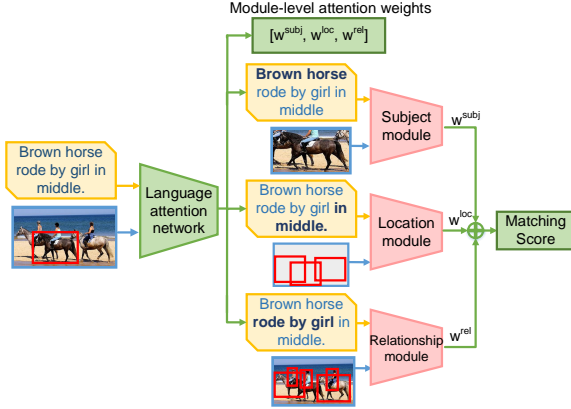 Module-level attention weights
[w^subj, w^loc, w^rel]
Brown horse
rode by girl in
middle
Subject
module
w^subj
Brown horse
rode by girl in
middle.
Language
attention
network
Brown horse
rode by girl in
middle.
Location
module
w^loc
Matching
Score
Brown horse
rode by girl in
middle.
Relationship
module
w^rel